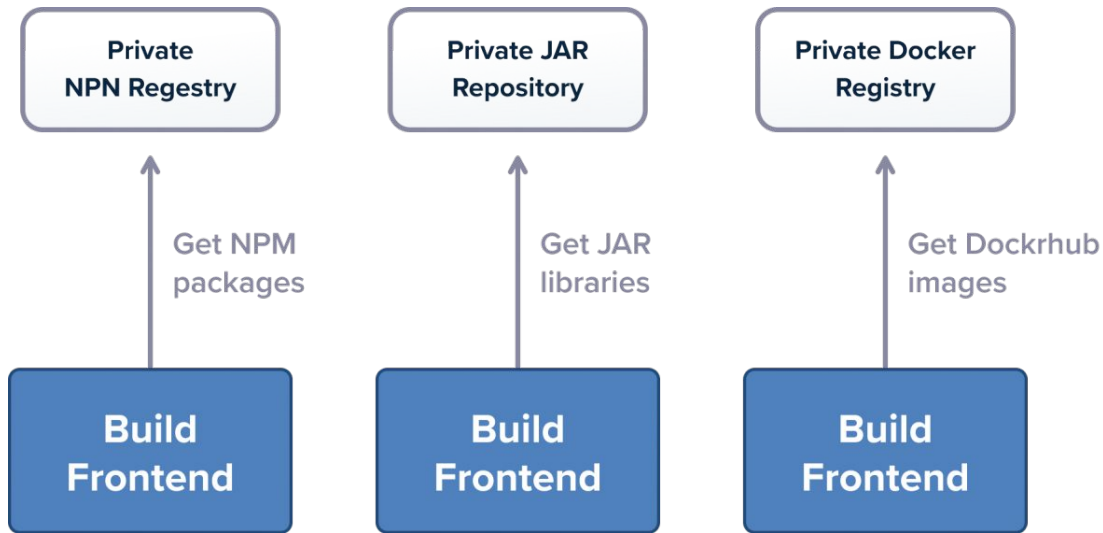 Private
NPN Regestry
Private JAR
Repository
Private Docker
Registry
Get NPM
packages
Get JAR
libraries
Get Dockrhub
images
Build
Frontend
Build
Frontend
Build
Frontend